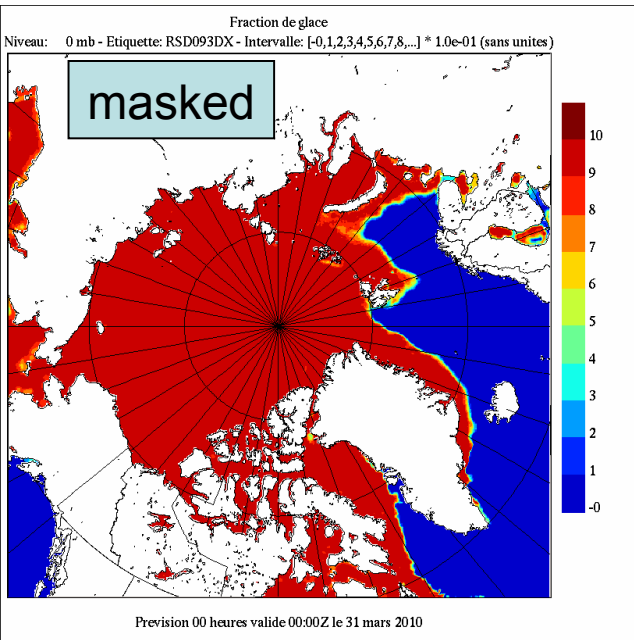 Fraction de glace
Niveau: 0 mb - Etiquette: RSD093DX - Intervalle: [-0,1,2,3,4,5,6,7,8,...] * 1.0e-01 (sans unites)
masked
10
9
8
7
6
5
4
3
2
1
-0
Prevision 00 heures valide 00:00Z le 31 mars 2010